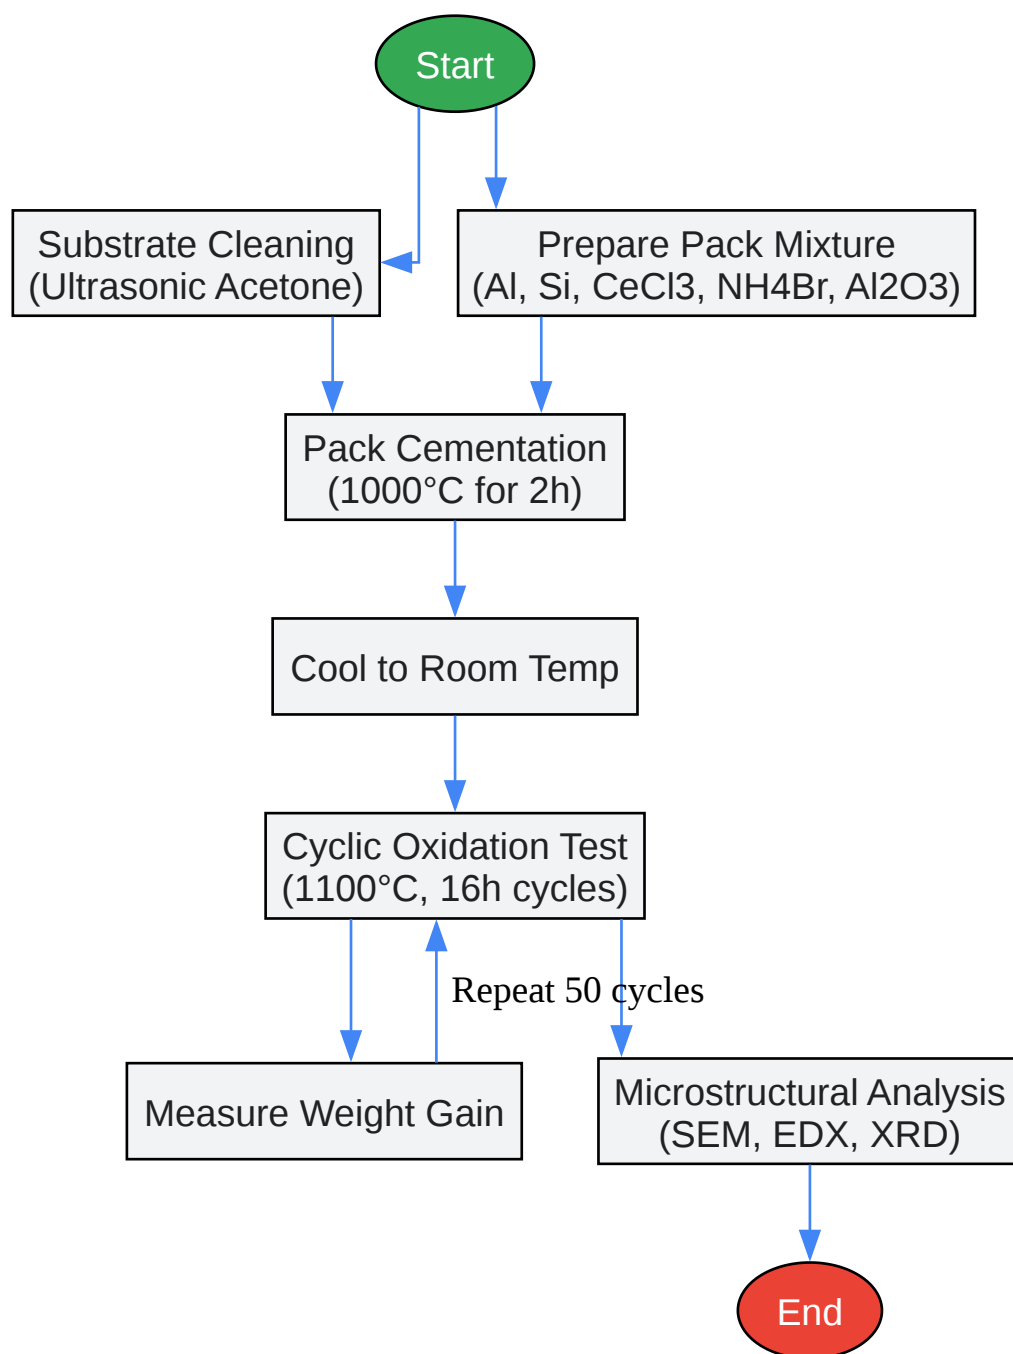 Start
Substrate Cleaning
(Ultrasonic Acetone)
Prepare Pack Mixture
(Al, Si, CeCl3, NH4Br, Al2O3)
Pack Cementation
(1000°C for 2h)
Cool to Room Temp
Cyclic Oxidation Test
(1100°C, 16h cycles)
Repeat 50 cycles
Measure Weight Gain
Microstructural Analysis
(SEM, EDX, XRD)
End